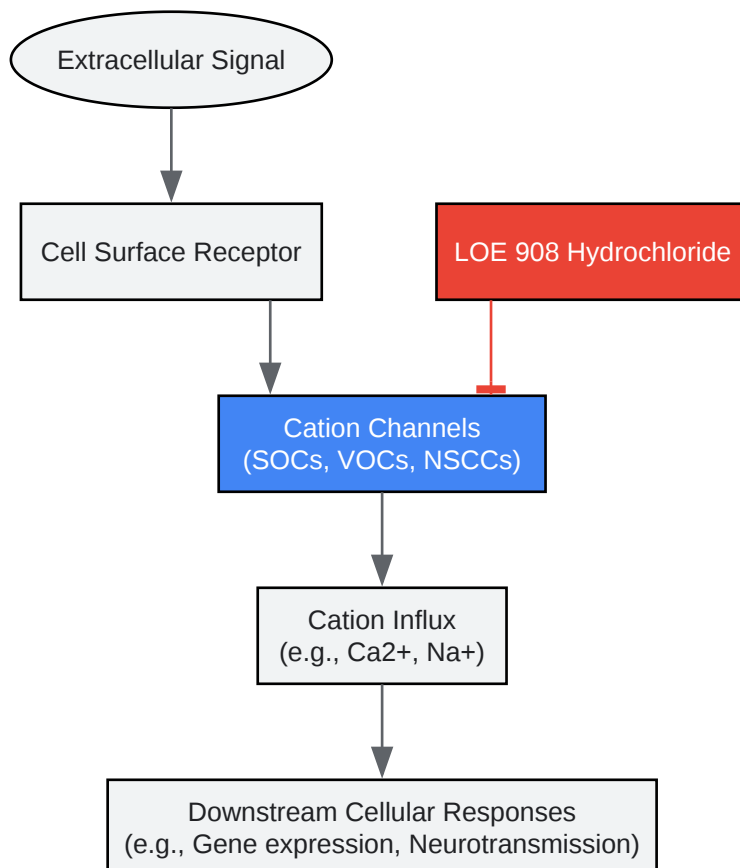 Extracellular Signal
Cell Surface Receptor
LOE 908 Hydrochloride
Cation Channels
(SOCs, VOCs, NSCCs)
Cation Influx
(e.g., Ca2+, Na+)
Downstream Cellular Responses
(e.g., Gene expression, Neurotransmission)